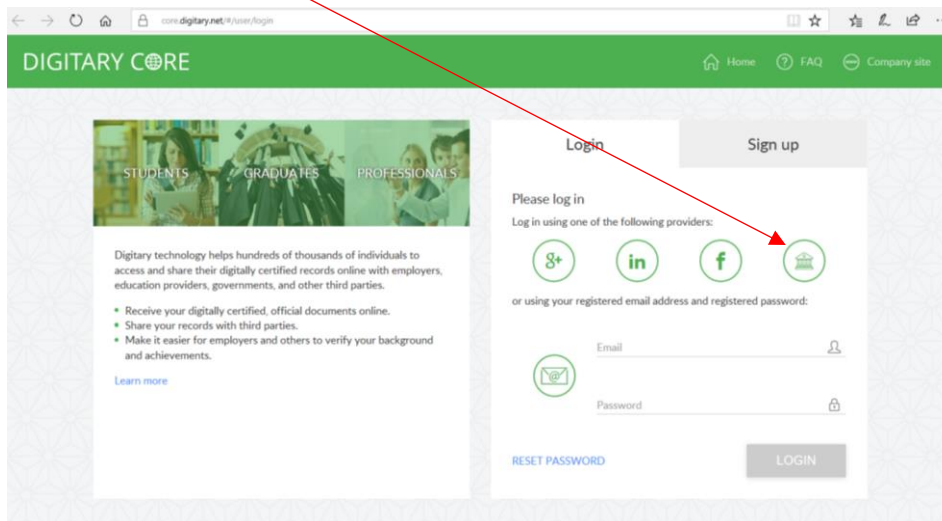 core.digitary.net/#/user/login
DIGITARY CORE
Home
FAQ
Company site
STUDENTS
GRADUATES
PROFESSIONALS
Digitary technology helps hundreds of thousands of individuals to
access and share their digitally certified records online with employers,
education providers, governments, and other third parties.
• Receive your digitally certified, official documents online.
• Share your records with third parties.
• Make it easier for employers and others to verify your background
and achievements.
Learn more
Login
Sign up
Please log in
Log in using one of the following providers:
g+
in
f
or using your registered email address and registered password:
Email
@
Password
RESET PASSWORD
LOGIN